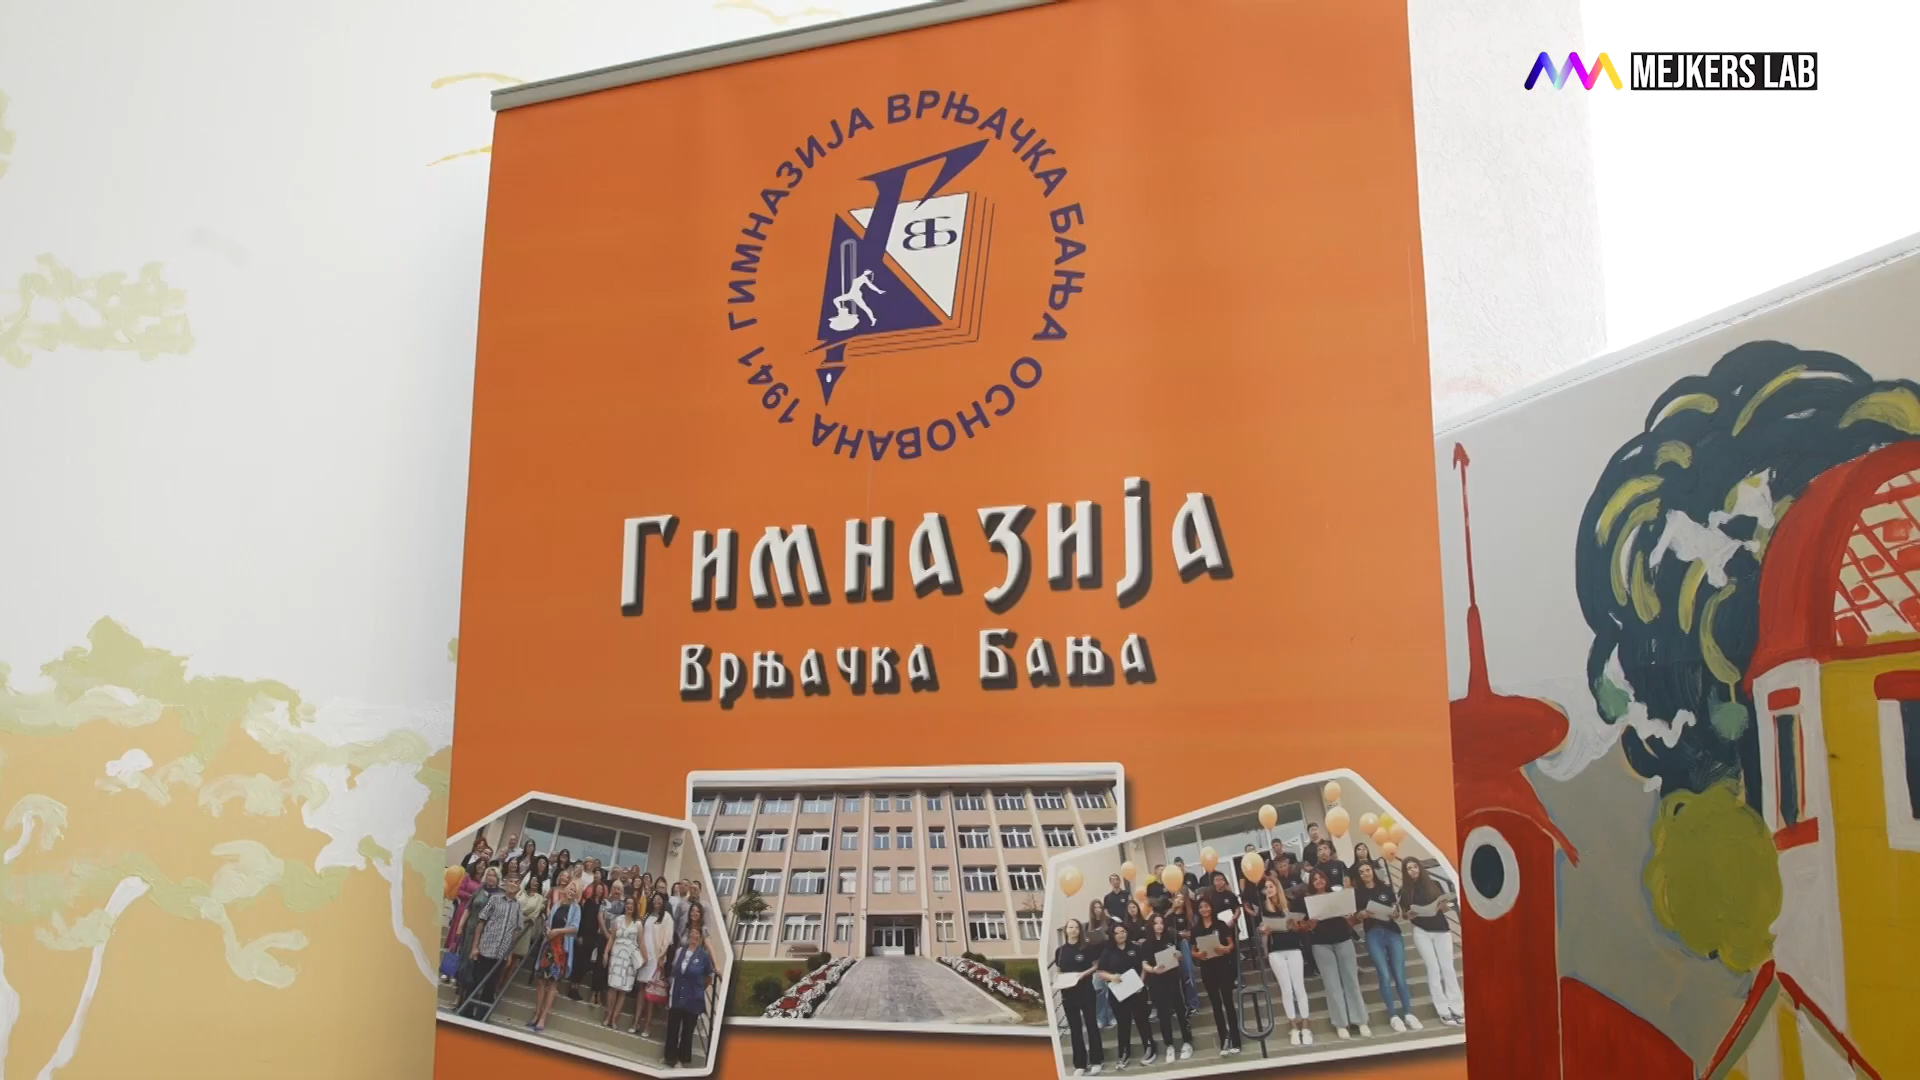 MEJKERS LAB
ГИМНАЗИЈА ВРЊАЧКА БАЊА ОСНОВАНА 1941
ВБ
Гимназија
Врњачка Бања